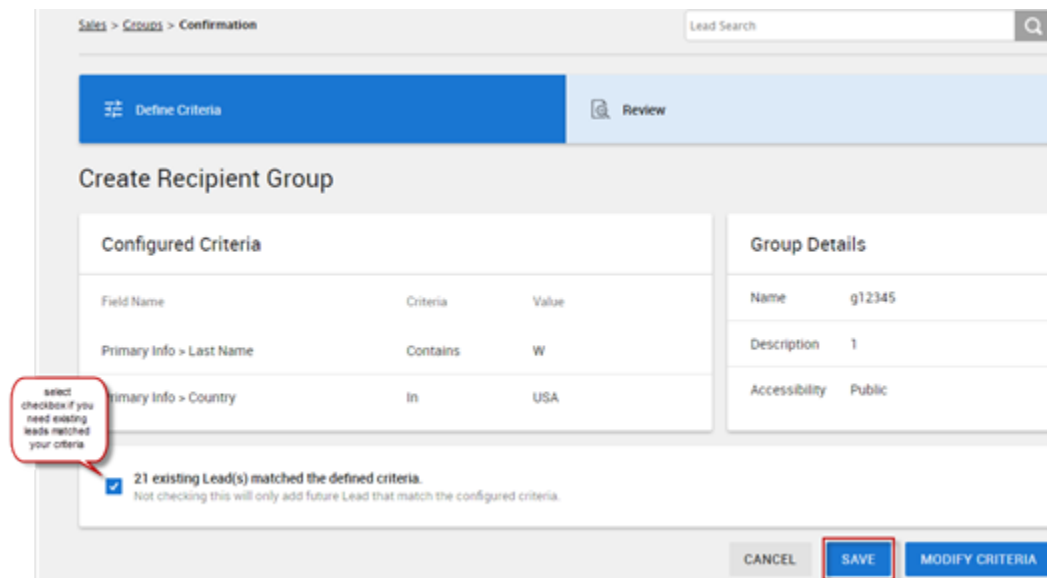 Sales > Groups > Confirmation
Lead Search
Define Criteria
Review
Create Recipient Group
Configured Criteria
Field Name Criteria Value
Primary Info > Last Name Contains W
rimary Info > Country In USA
Group Details
Name g12345
Description 1
Accessibility Public
select
checkbox if you
need existing
leads matched
your criteria
21 existing Lead(s) matched the defined criteria.
Not checking this will only add future Lead that match the configured criteria.
CANCEL SAVE MODIFY CRITERIA